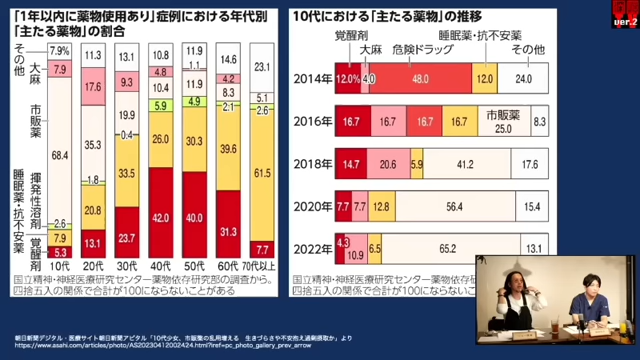 「1年以内に薬物使用あり」症例における年代別
「主たる薬物」の割合
その他
大麻
市販薬
揮発性溶剤
睡眠薬・抗不安薬
覚醒剤
7.9%
7.9
68.4
2.6
7.9
5.3
11.3
17.6
35.3
1.8
20.8
13.1
13.1
9.3
19.9
0.4
33.5
23.7
10.8
4.8
10.4
5.9
26.0
42.0
11.9
1.1
11.9
4.9
30.3
40.0
14.6
4.2
8.3
2.1
39.6
31.3
23.1
5.1
2.6
61.5
7.7
10代 20代 30代 40代 50代 60代 70代以上
国立精神・神経医療研究センター薬物依存研究部の調査から。
四捨五入の関係で合計が100にならないことがある
10代における「主たる薬物」の推移
覚醒剤
大麻
危険ドラッグ
睡眠薬・抗不安薬
その他
2014年 12.0% 4.0 48.0 12.0 24.0
市販薬
2016年 16.7 16.7 16.7 16.7 25.0 8.3
2018年 14.7 20.6 5.9 41.2 17.6
2020年 7.7 7.7 12.8 56.4 15.4
2022年 4.3 10.9 6.5 65.2 13.1
国立精神・神経医療研究センター薬物依存研
四捨五入の関係で合計が100にな
ver.2
朝日新聞デジタル・医療サイト朝日新聞アピタル「10代少女、市販薬の乱用増える 生きづらさや不安抱え過剰摂取か」より
https://www.asahi.com/articles/photo/AS20230412002424.html?iref=pc_photo_gallery_prev_arrow